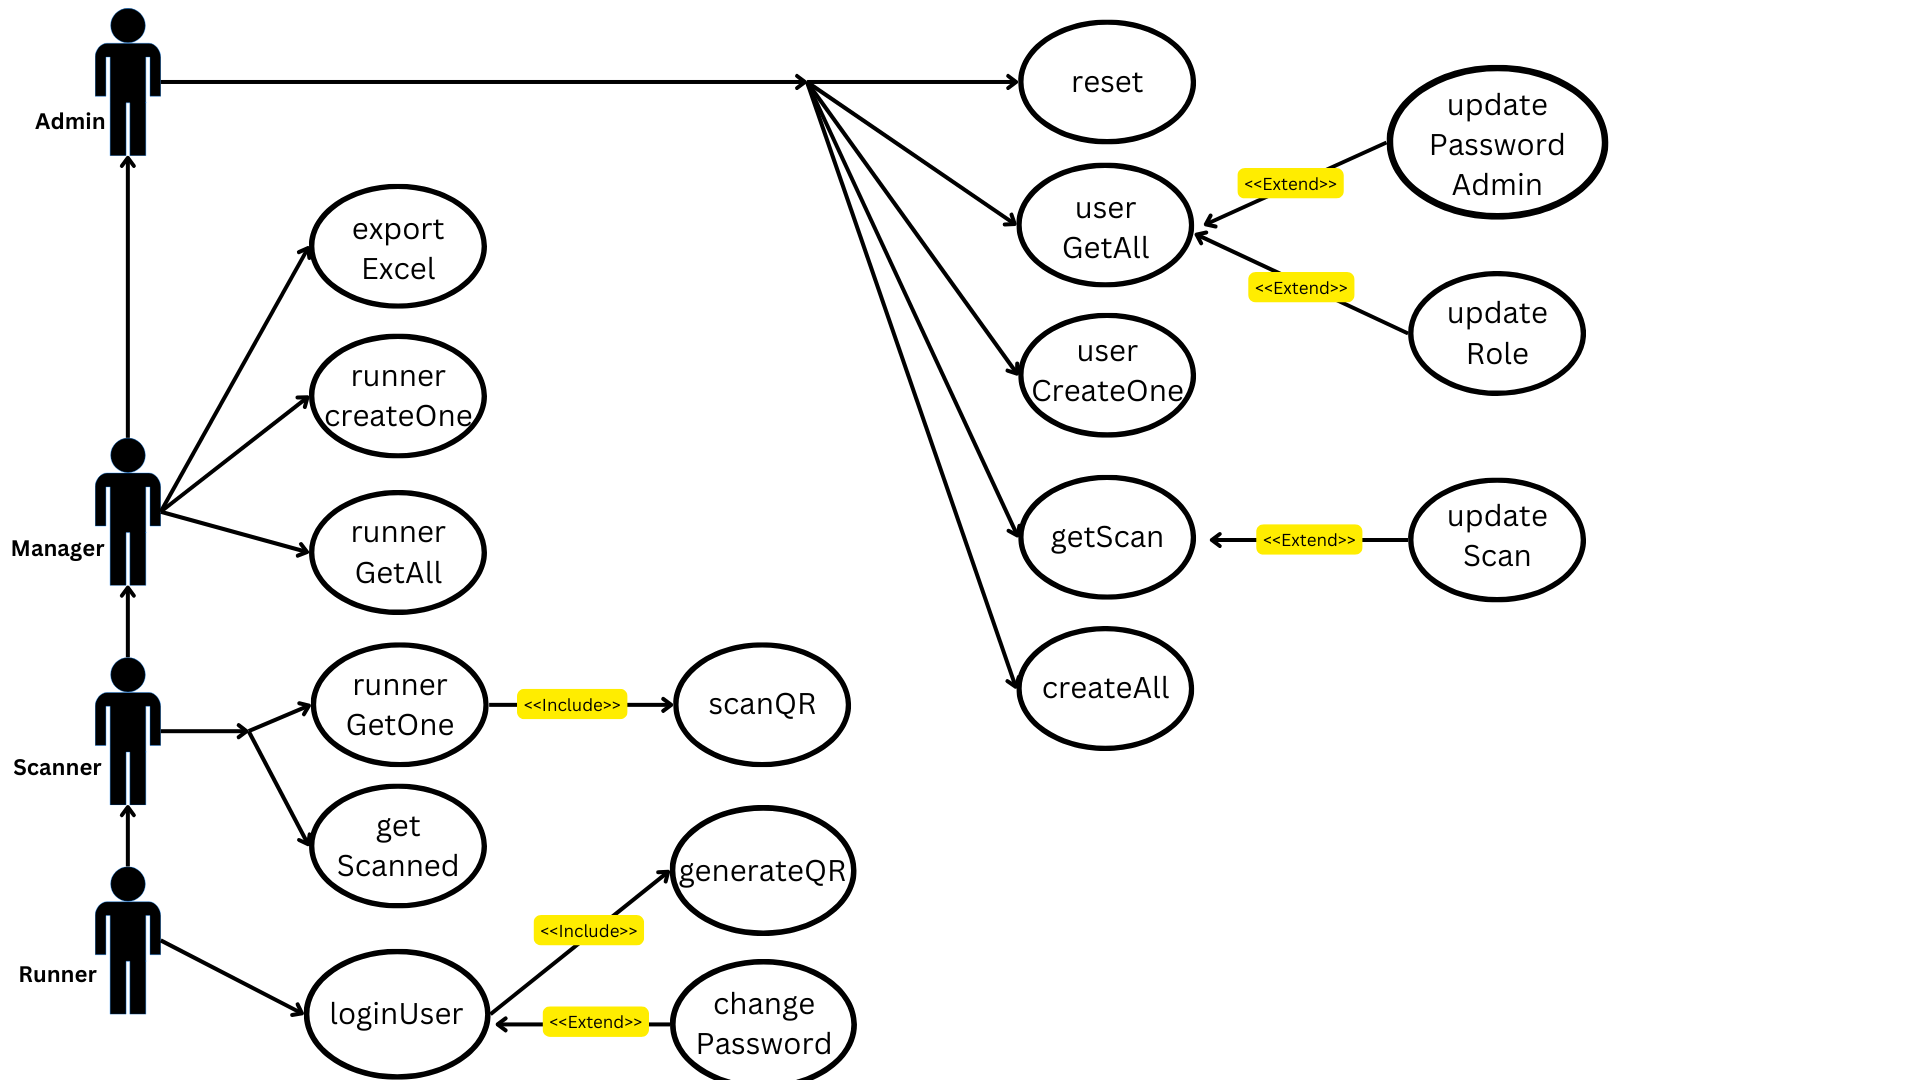 Admin
reset
update
Password
Admin
<<Extend>>
user
GetAll
export
Excel
<<Extend>>
update
Role
user
CreateOne
runner
createOne
Manager
runner
GetAll
getScan
<<Extend>>
update
Scan
createAll
Scanner
runner
GetOne
<<Include>>
scanQR
get
Scanned
generateQR
<<Include>>
Runner
loginUser
<<Extend>>
change
Password